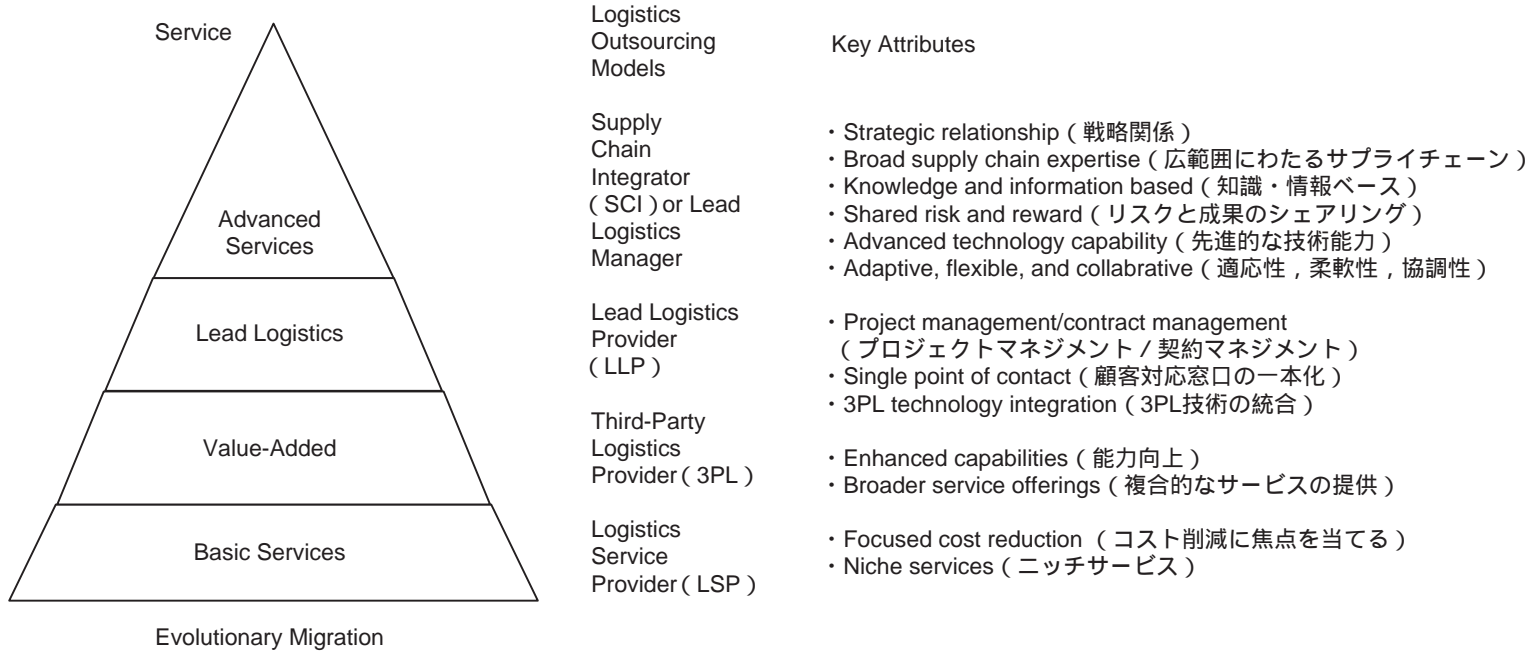 Service
Logistics
Outsourcing
Models
Key Attributes
Advanced
Services
Supply
Chain
Integrator
( SCI ) or Lead
Logistics
Manager
・Strategic relationship ( 戦略関係 )
・Broad supply chain expertise ( 広範囲にわたるサプライチェーン )
・Knowledge and information based ( 知識・情報ベース )
・Shared risk and reward ( リスクと成果のシェアリング )
・Advanced technology capability ( 先進的な技術能力 )
・Adaptive, flexible, and collabrative ( 適応性 , 柔軟性 , 協調性 )
Lead Logistics
Lead Logistics
Provider
( LLP )
・Project management/contract management
( プロジェクトマネジメント / 契約マネジメント )
・Single point of contact ( 顧客対応窓口の一本化 )
・3PL technology integration ( 3PL技術の統合 )
Value-Added
Third-Party
Logistics
Provider ( 3PL )
・Enhanced capabilities ( 能力向上 )
・Broader service offerings ( 複合的なサービスの提供 )
Basic Services
Logistics
Service
Provider ( LSP )
・Focused cost reduction ( コスト削減に焦点を当てる )
・Niche services ( ニッチサービス )
Evolutionary Migration